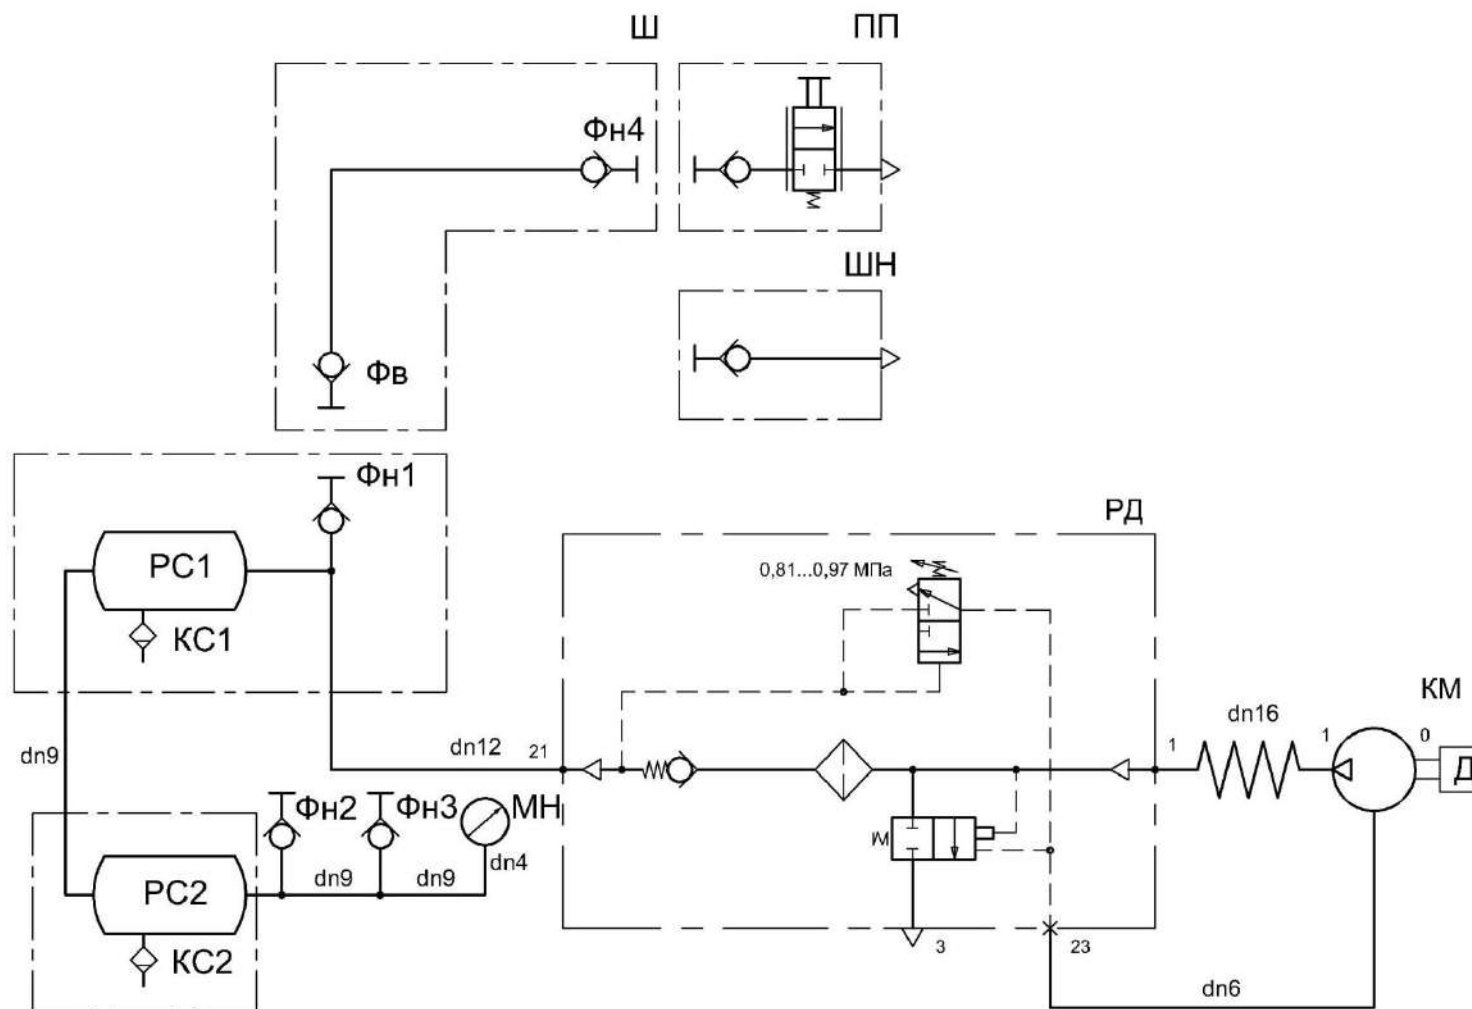 Ш
ПП
Фн4
ШН
Фв
Фн1
РД
РС1
0,81...0,97 МПа
КС1
КМ
dn16
dn9
dn12
21
1
1
0
Д
Фн2
Фн3
МН
dn4
РС2
dn9
dn9
КС2
3
23
dn6